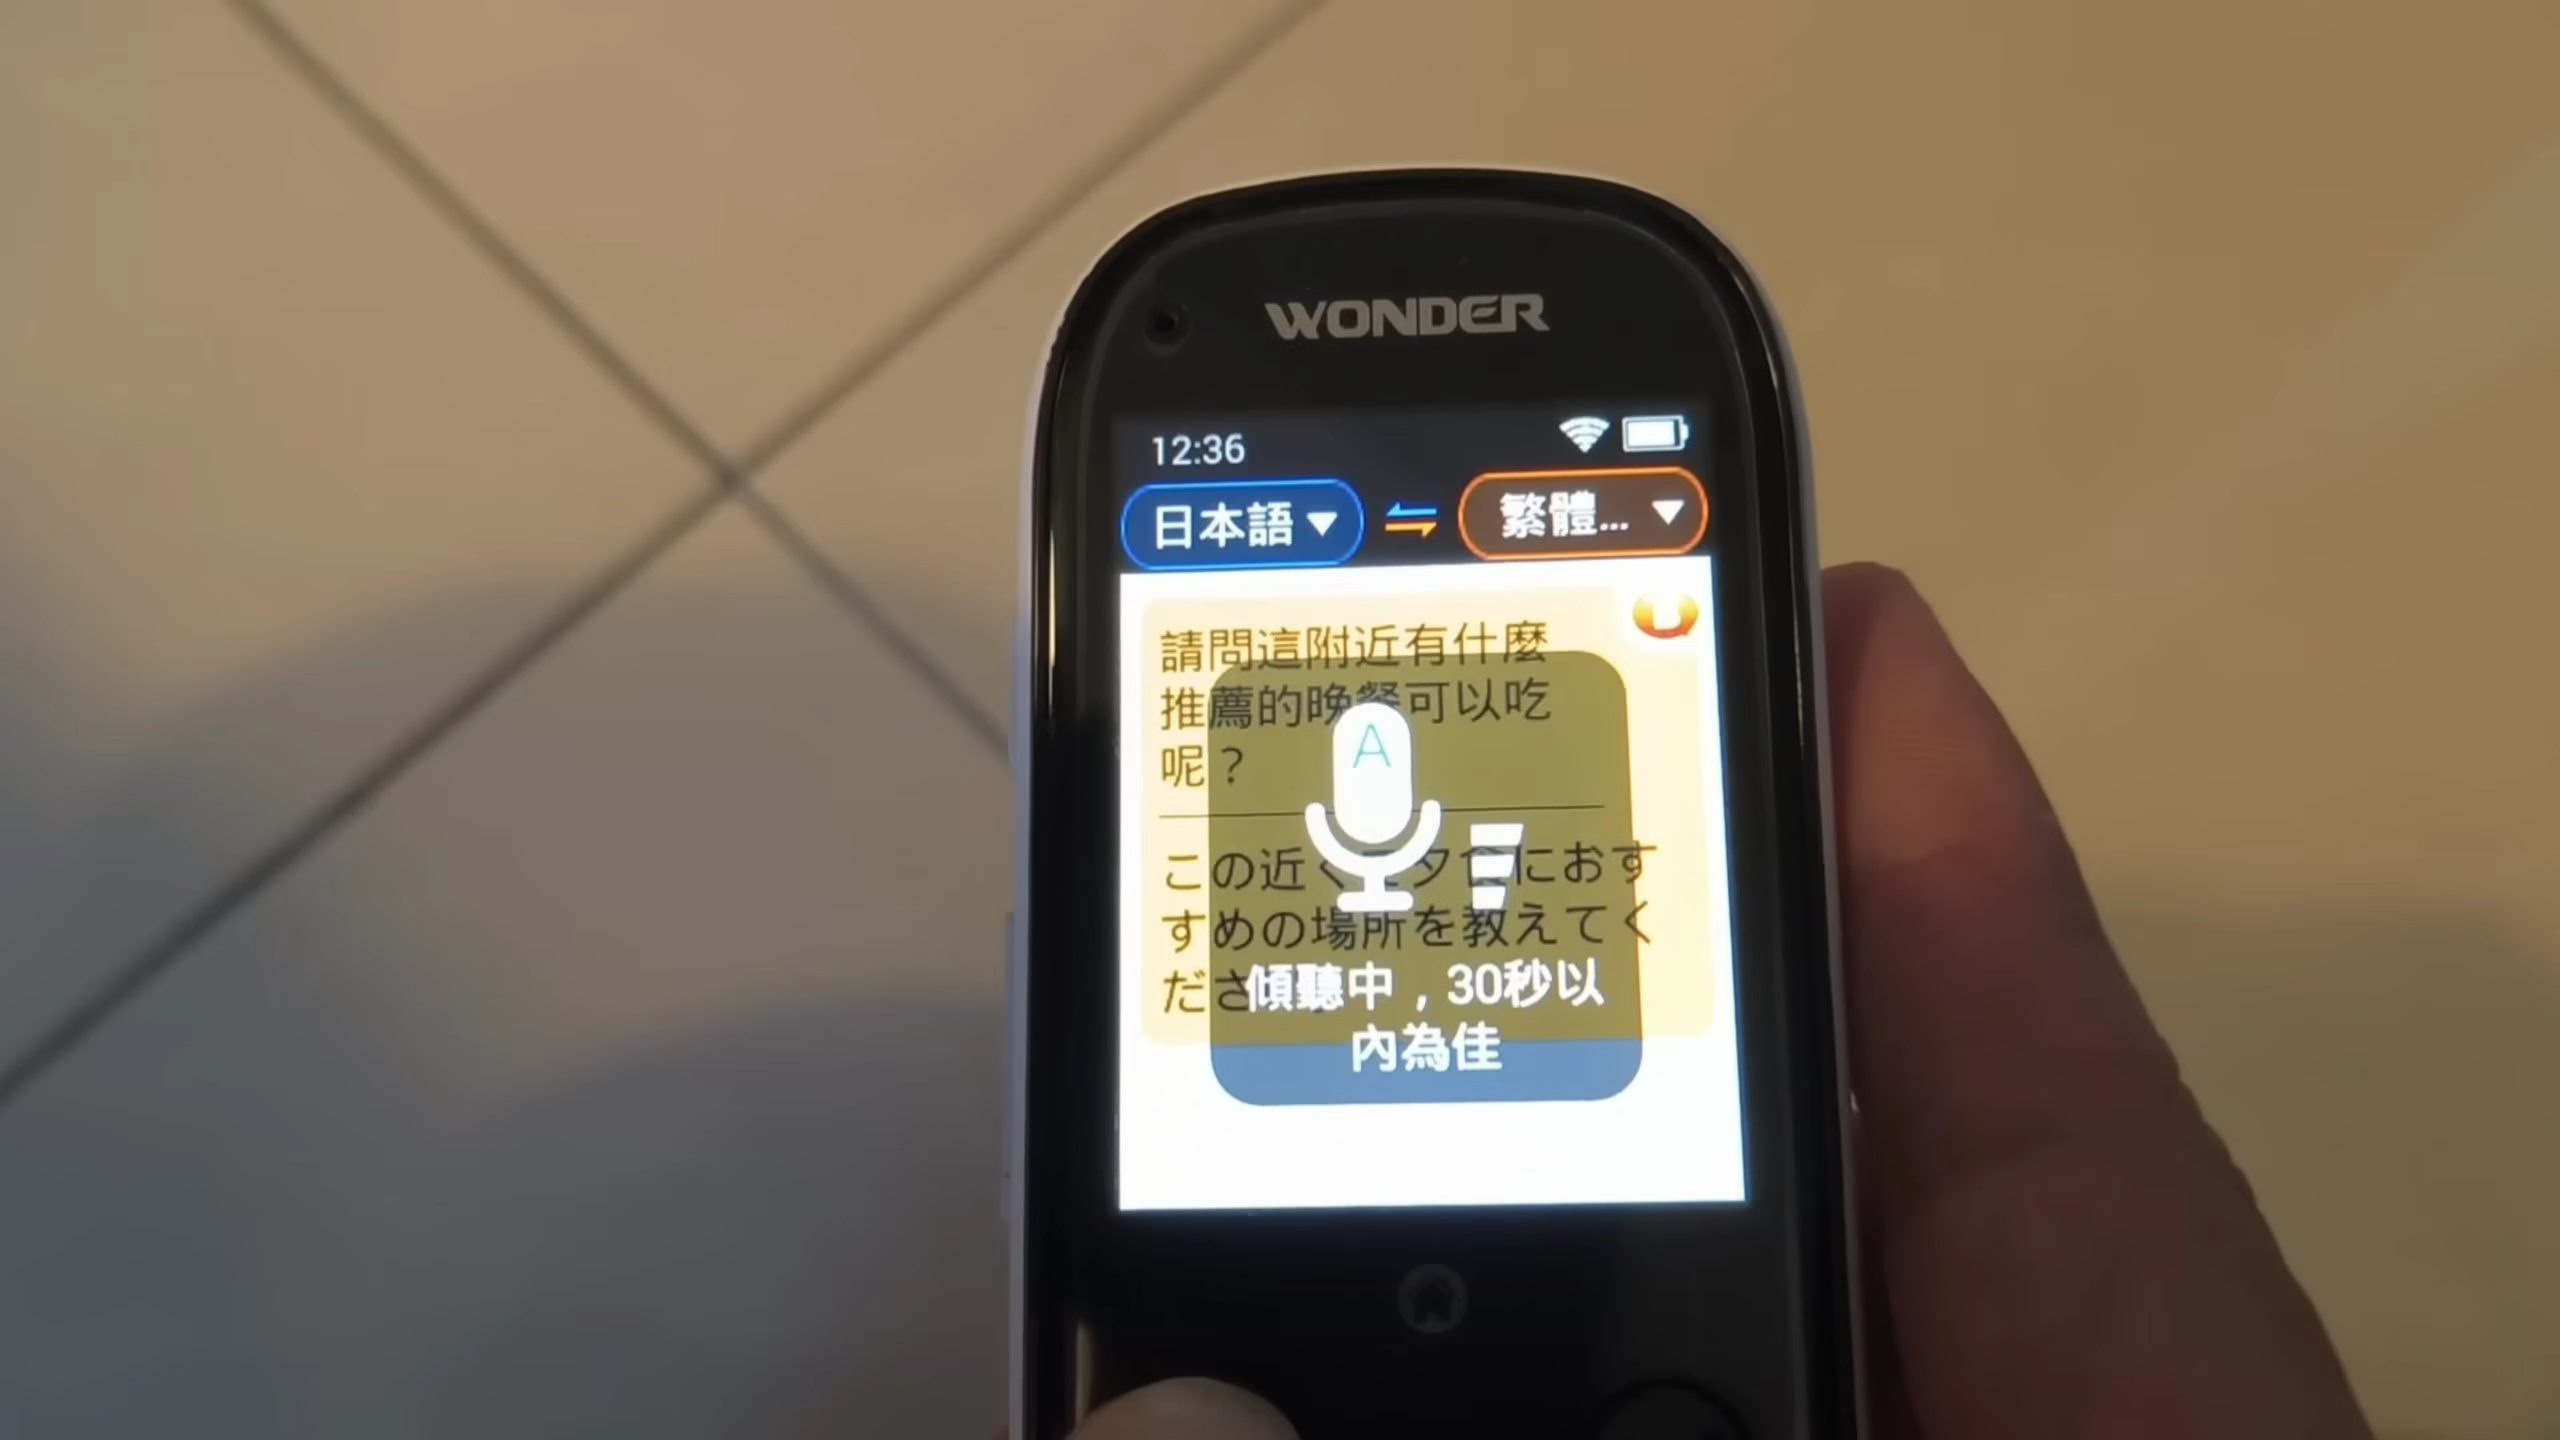 WONDER
12:36
日本語
繁體...
請問這附近有什麼
推薦的晚餐可以吃
呢？
A
この近くで夕食におす
すめの場所を教えてく
ださ
傾聽中，30秒以
內為佳